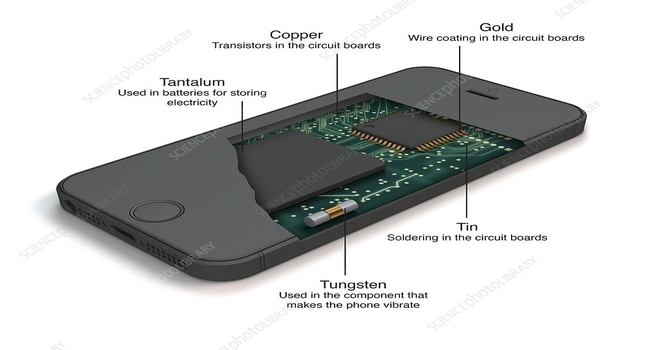 Gold
Wire coating in the circuit boards
Copper
Transistors in the circuit boards
Tantalum
Used in batteries for storing
electricity
Tin
Soldering in the circuit boards
Tungsten
Used in the component that
makes the phone vibrate
SCIENCEphotoLIBRARY